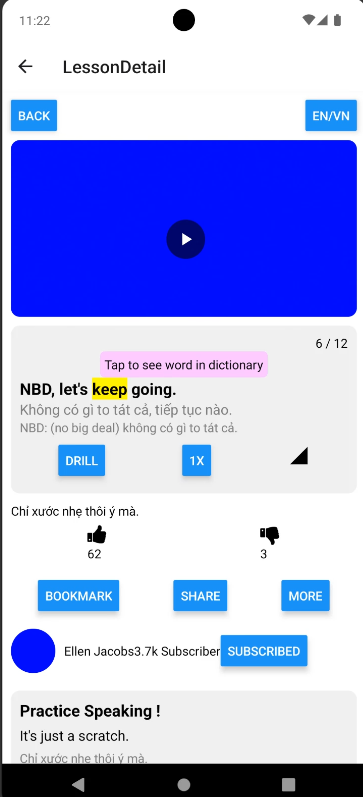 11:22
LessonDetail
BACK
EN/VN
6 / 12
Tap to see word in dictionary
NBD, let's keep going.
Không có gì to tát cả, tiếp tục nào.
NBD: (no big deal) không có gì to tát cả.
DRILL
1X
Chỉ xước nhẹ thôi ý mà.
62
3
BOOKMARK
SHARE
MORE
Ellen Jacobs3.7k Subscriber
SUBSCRIBED
Practice Speaking !
It's just a scratch.
Chỉ xước nhẹ thôi ý mà.